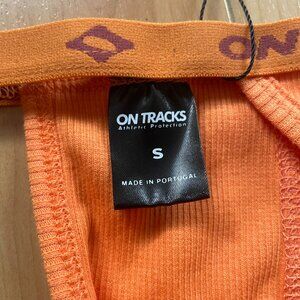 ON
ON TRACKS
Athletic Protection
S
MADE IN PORTUGAL